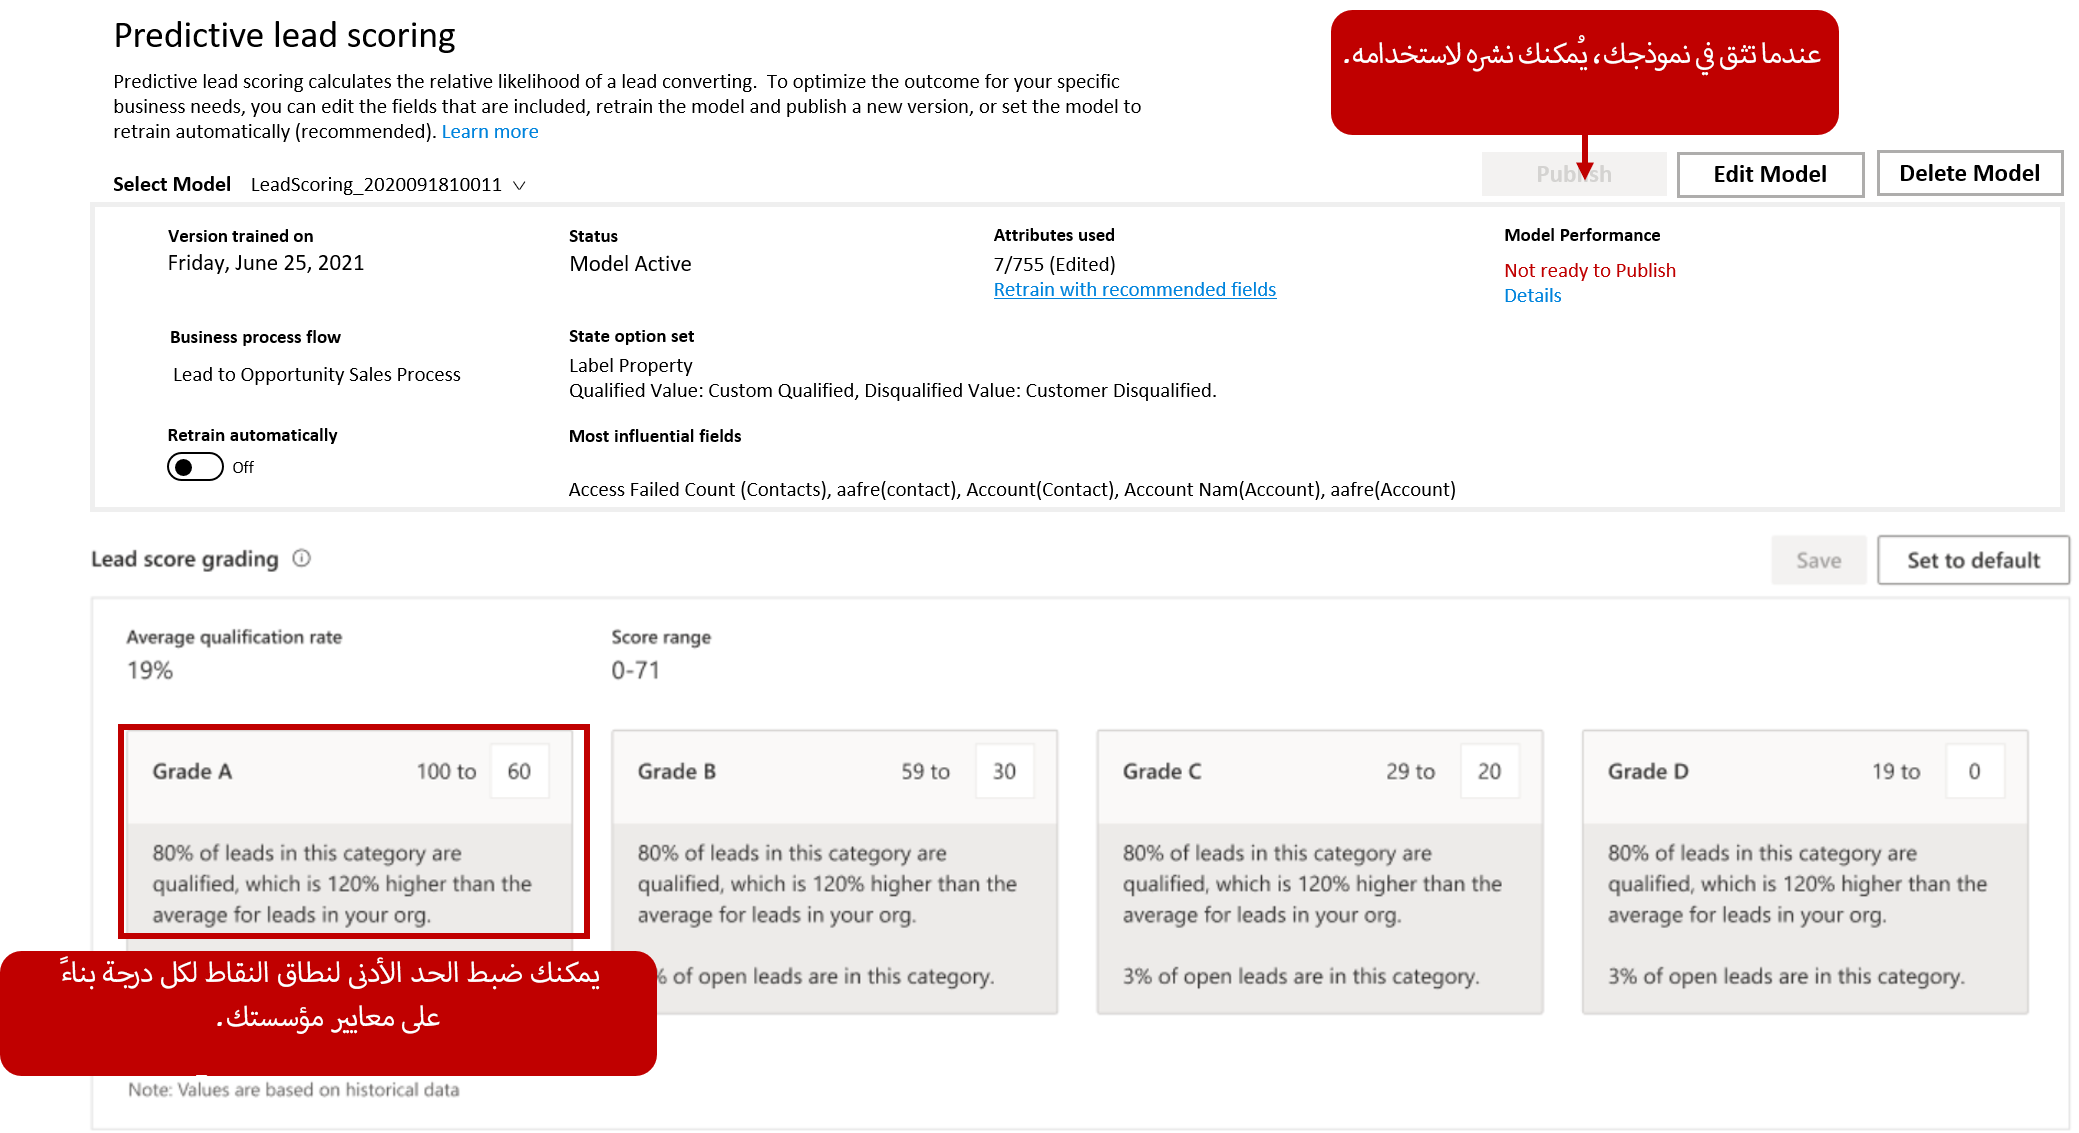 Predictive lead scoring
Predictive lead scoring calculates the relative likelihood of a lead converting. To optimize the outcome for your specific
business needs, you can edit the fields that are included, retrain the model and publish a new version, or set the model to
retrain automatically (recommended). Learn more
عندما تثق في نموذجك، يُمكنك نشره لاستخدامه.
Select Model LeadScoring_2020091810011
Publish
Edit Model
Delete Model
Version trained on
Friday, June 25, 2021
Status
Model Active
Attributes used
7/755 (Edited)
Retrain with recommended fields
Model Performance
Not ready to Publish
Details
Business process flow
Lead to Opportunity Sales Process
State option set
Label Property
Qualified Value: Custom Qualified, Disqualified Value: Customer Disqualified.
Retrain automatically
Off
Most influential fields
Access Failed Count (Contacts), aafre(contact), Account(Contact), Account Nam(Account), aafre(Account)
Lead score grading
Save
Set to default
Average qualification rate
19%
Score range
0-71
Grade A 100 to 60
80% of leads in this category are
qualified, which is 120% higher than the
average for leads in your org.
Grade B 59 to 30
80% of leads in this category are
qualified, which is 120% higher than the
average for leads in your org.
% of open leads are in this category.
Grade C 29 to 20
80% of leads in this category are
qualified, which is 120% higher than the
average for leads in your org.
3% of open leads are in this category.
Grade D 19 to 0
80% of leads in this category are
qualified, which is 120% higher than the
average for leads in your org.
3% of open leads are in this category.
يمكنك ضبط الحد الأدنى لنطاق النقاط لكل درجة بناءً
على معايير مؤسستك.
Note: Values are based on historical data